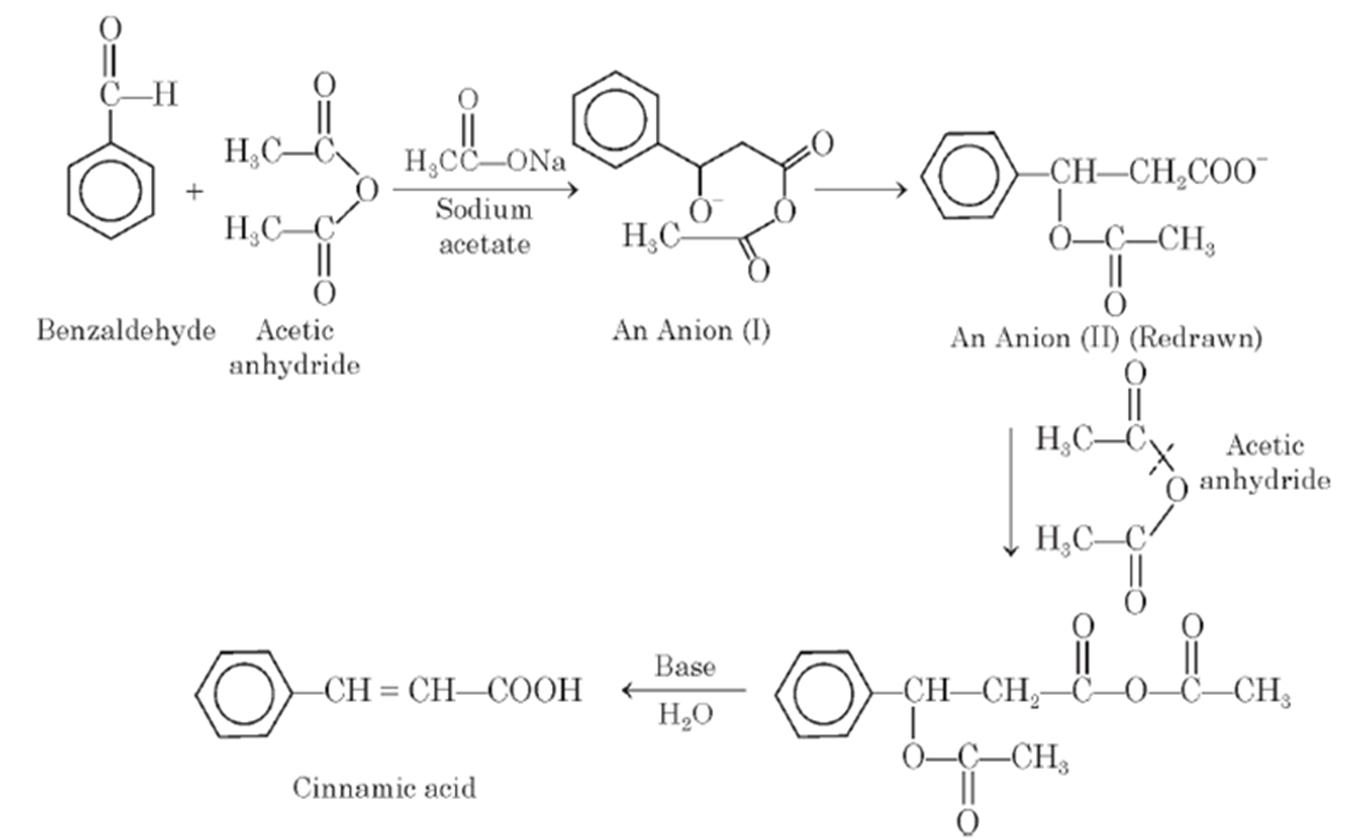 O
C—H
O
H₃C—C
+
O
H₃C—C
O
O
H₃CC—ONa
Sodium
acetate
O
O⁻
O
H₃C
O
CH—CH₂COO⁻
O—C—CH₃
O
Benzaldehyde
Acetic
anhydride
An Anion (I)
An Anion (II) (Redrawn)
O
H₃C—C
O
H₃C—C
O
Acetic
anhydride
CH=CH—COOH
Base
H₂O
O
O
CH—CH₂—C—O—C—CH₃
O—C—CH₃
O
Cinnamic acid